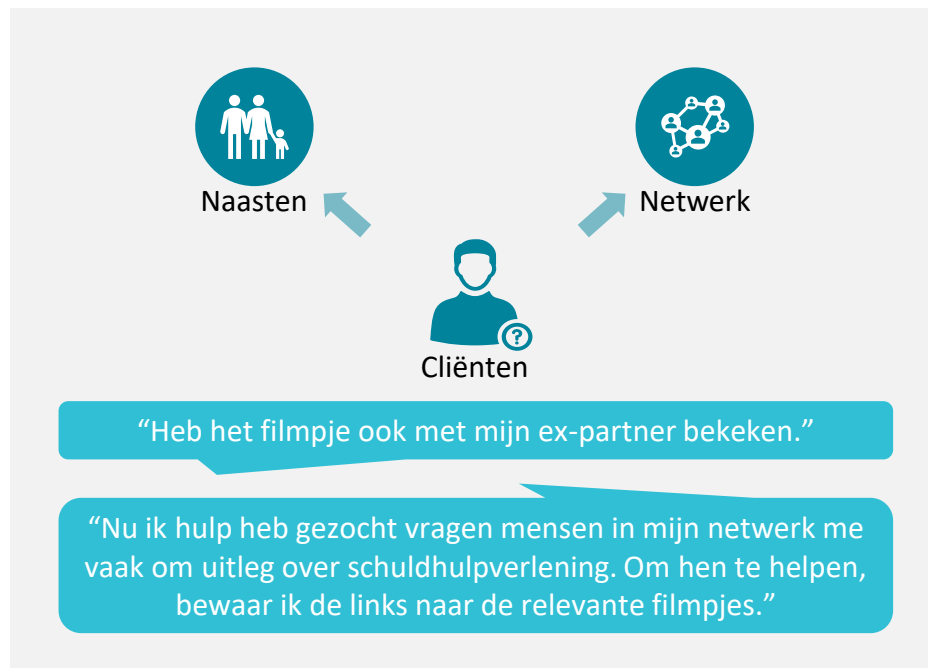 Naasten
Netwerk
?
Cliënten
“Heb het filmpje ook met mijn ex-partner bekeken.”
“Nu ik hulp heb gezocht vragen mensen in mijn netwerk me
vaak om uitleg over schuldhulpverlening. Om hen te helpen,
bewaar ik de links naar de relevante filmpjes.”